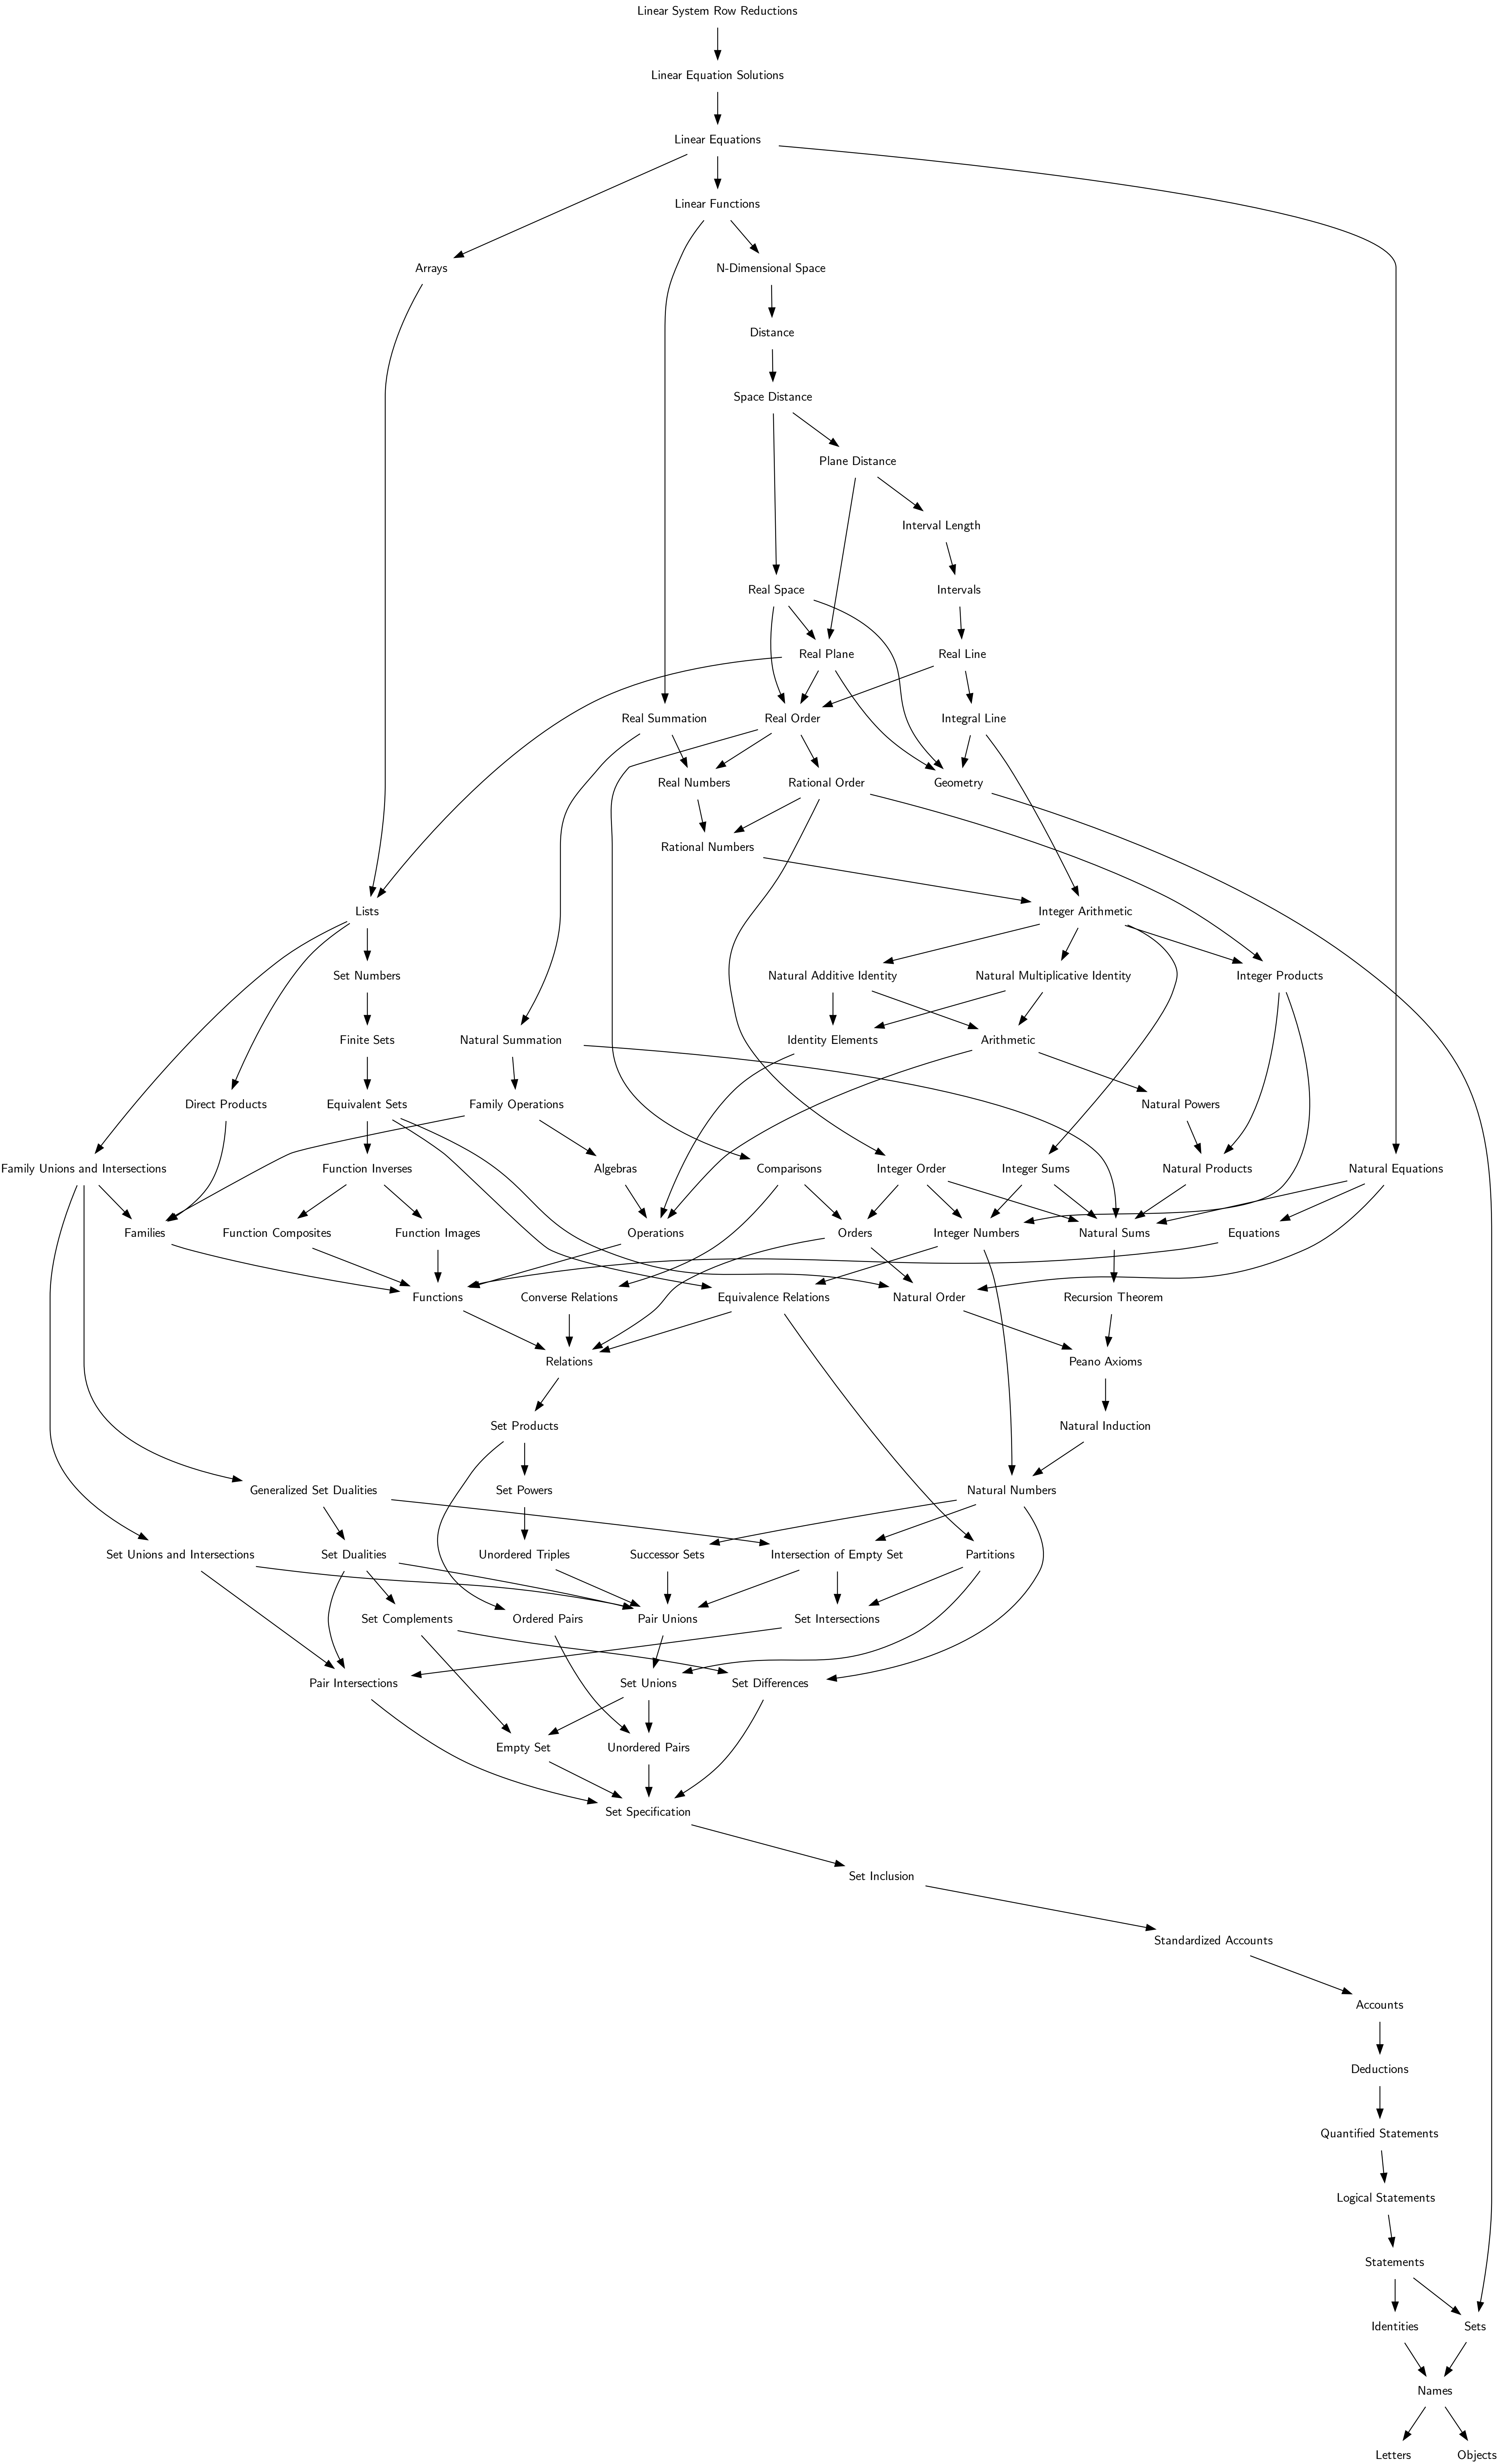 Linear System Row Reductions
Linear Equation Solutions
Linear Equations
Linear Functions
Arrays
N-Dimensional Space
Distance
Space Distance
Plane Distance
Interval Length
Real Space
Intervals
Real Plane
Real Line
Real Summation
Real Order
Integral Line
Real Numbers
Rational Order
Geometry
Rational Numbers
Lists
Integer Arithmetic
Set Numbers
Natural Additive Identity
Natural Multiplicative Identity
Integer Products
Finite Sets
Natural Summation
Identity Elements
Arithmetic
Direct Products
Equivalent Sets
Family Operations
Natural Powers
Family Unions and Intersections
Function Inverses
Algebras
Comparisons
Integer Order
Integer Sums
Natural Products
Natural Equations
Families
Function Composites
Function Images
Operations
Orders
Integer Numbers
Natural Sums
Equations
Functions
Converse Relations
Equivalence Relations
Natural Order
Recursion Theorem
Relations
Peano Axioms
Set Products
Natural Induction
Generalized Set Dualities
Set Powers
Natural Numbers
Set Unions and Intersections
Set Dualities
Unordered Triples
Successor Sets
Intersection of Empty Set
Partitions
Set Complements
Ordered Pairs
Pair Unions
Set Intersections
Pair Intersections
Set Unions
Set Differences
Empty Set
Unordered Pairs
Set Specification
Set Inclusion
Standardized Accounts
Accounts
Deductions
Quantified Statements
Logical Statements
Statements
Identities
Sets
Names
Letters
Objects